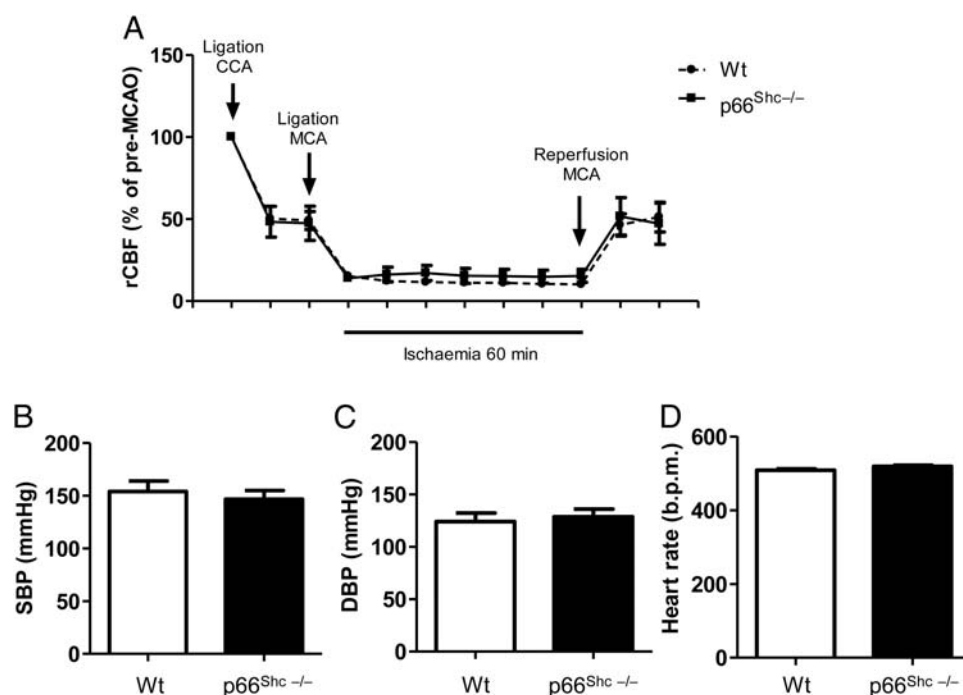 A
rCBF (% of pre-MCAO)
150
100
50
0
Ligation
CCA
Ligation
MCA
Reperfusion
MCA
Wt
p66Shc−/−
Ischaemia 60 min
B
SBP (mmHg)
200
150
100
50
0
Wt
p66Shc −/−
C
DBP (mmHg)
200
150
100
50
0
Wt
p66Shc −/−
D
Heart rate (b.p.m.)
600
400
200
0
Wt
p66Shc −/−